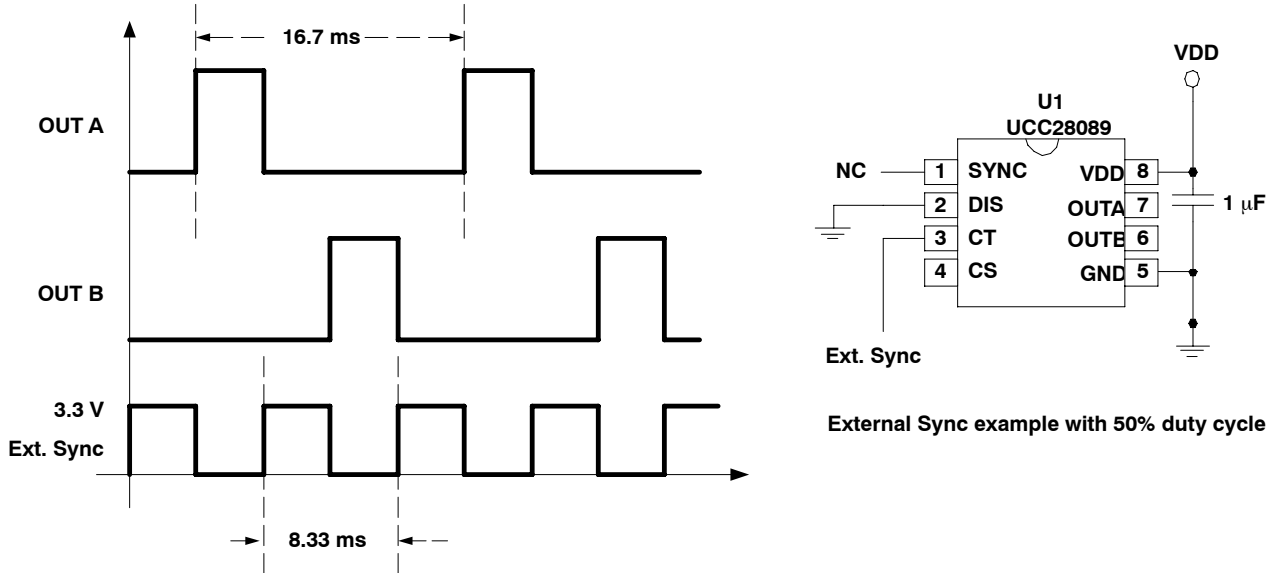 16.7 ms
OUT A
OUT B
3.3 V
Ext. Sync
8.33 ms
VDD
U1
UCC28089
NC
1 SYNC VDD 8
2 DIS OUTA 7
3 CT OUTB 6
4 CS GND 5
1 μF
Ext. Sync
External Sync example with 50% duty cycle